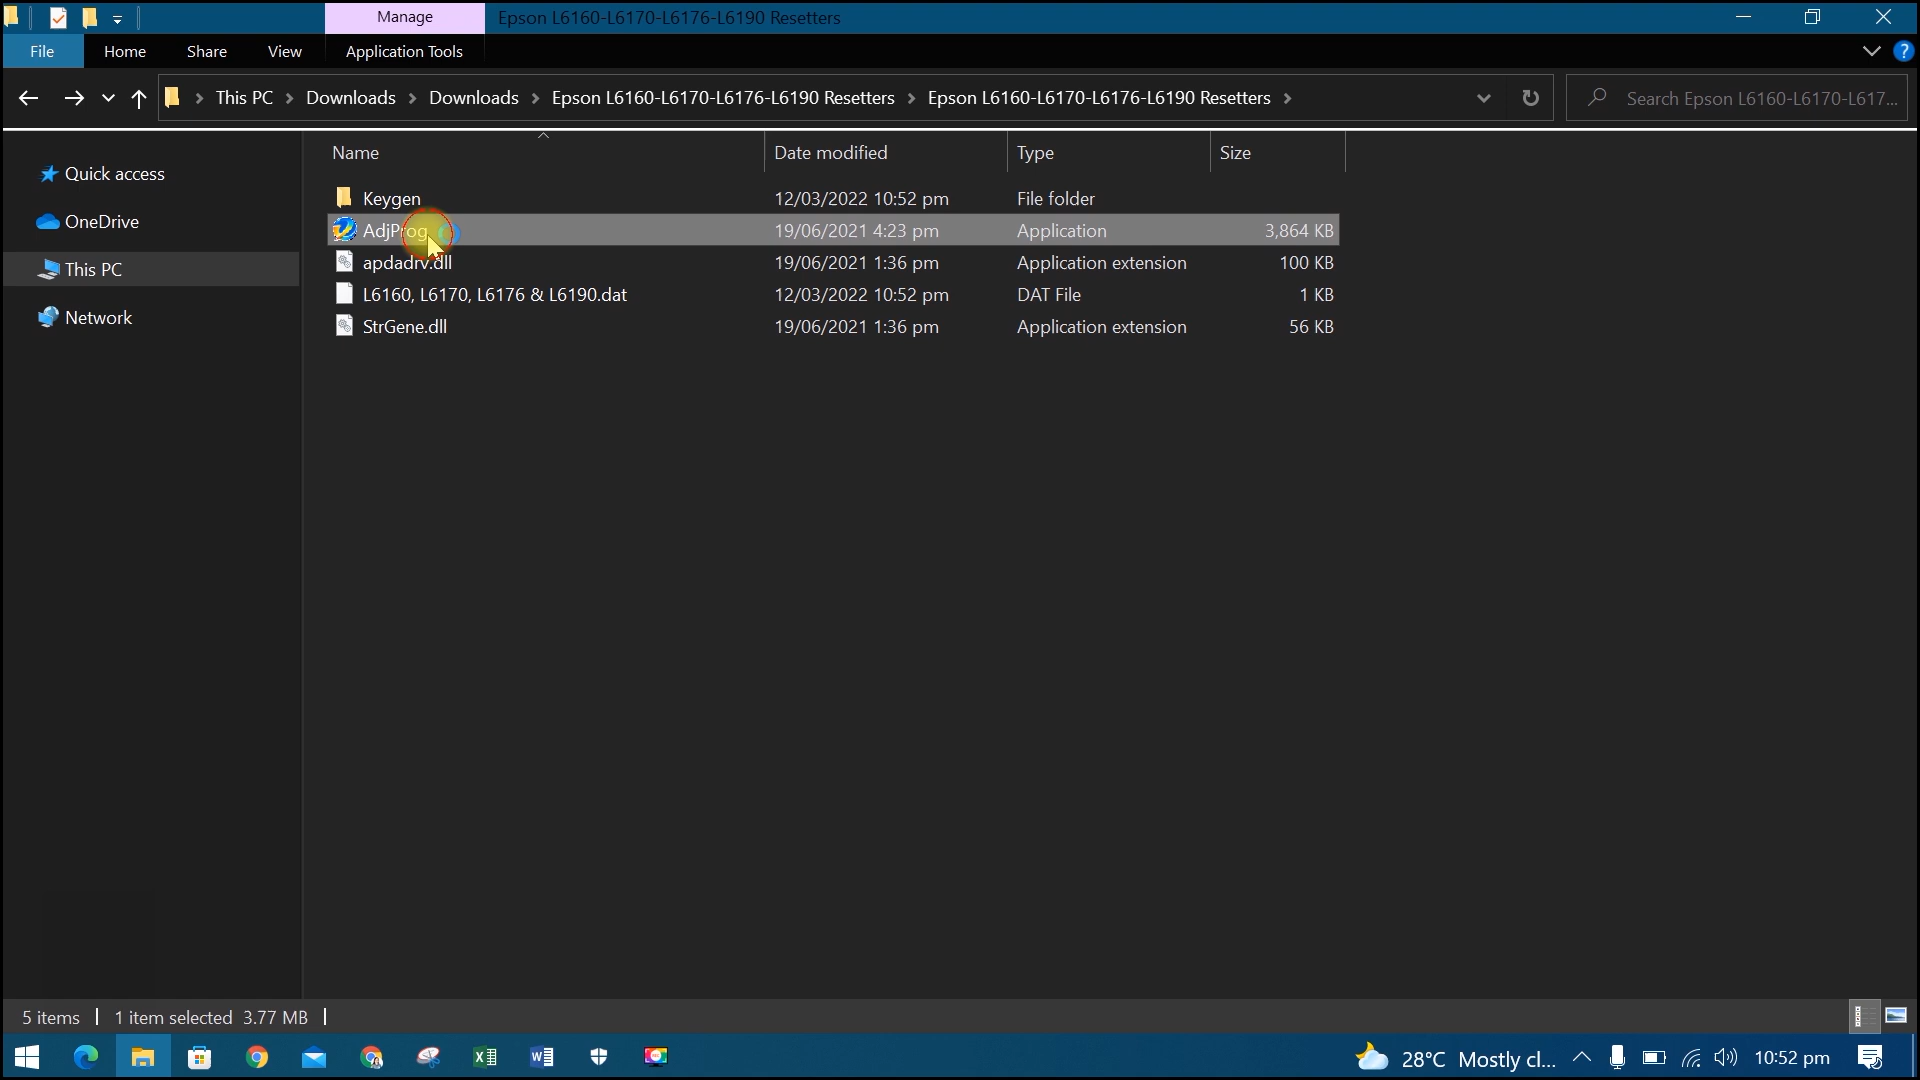 Manage Epson L6160-L6170-L6176-L6190 Resetters
File Home Share View Application Tools
This PC Downloads Downloads Epson L6160-L6170-L6176-L6190 Resetters Epson L6160-L6170-L6176-L6190 Resetters Search Epson L6160-L6170-L617...
Name Date modified Type Size
Quick access
OneDrive
This PC
Network
Keygen 12/03/2022 10:52 pm File folder
AdjProg 19/06/2021 4:23 pm Application 3,864 KB
apdadrv.dll 19/06/2021 1:36 pm Application extension 100 KB
L6160, L6170, L6176 & L6190.dat 12/03/2022 10:52 pm DAT File 1 KB
StrGene.dll 19/06/2021 1:36 pm Application extension 56 KB
5 items 1 item selected 3.77 MB
28°C Mostly cl... 10:52 pm